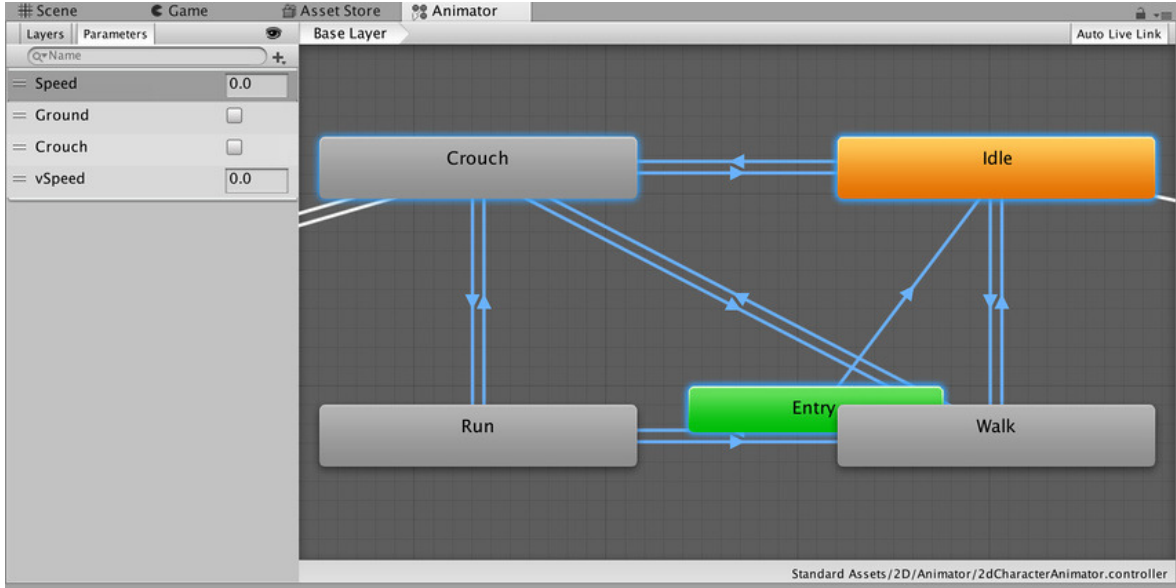 Scene Game Asset Store Animator
Layers Parameters Base Layer Auto Live Link
Name
Speed 0.0
Ground
Crouch
vSpeed 0.0
Crouch Idle
Entry
Run Walk
Standard Assets/2D/Animator/2dCharacterAnimator.controller